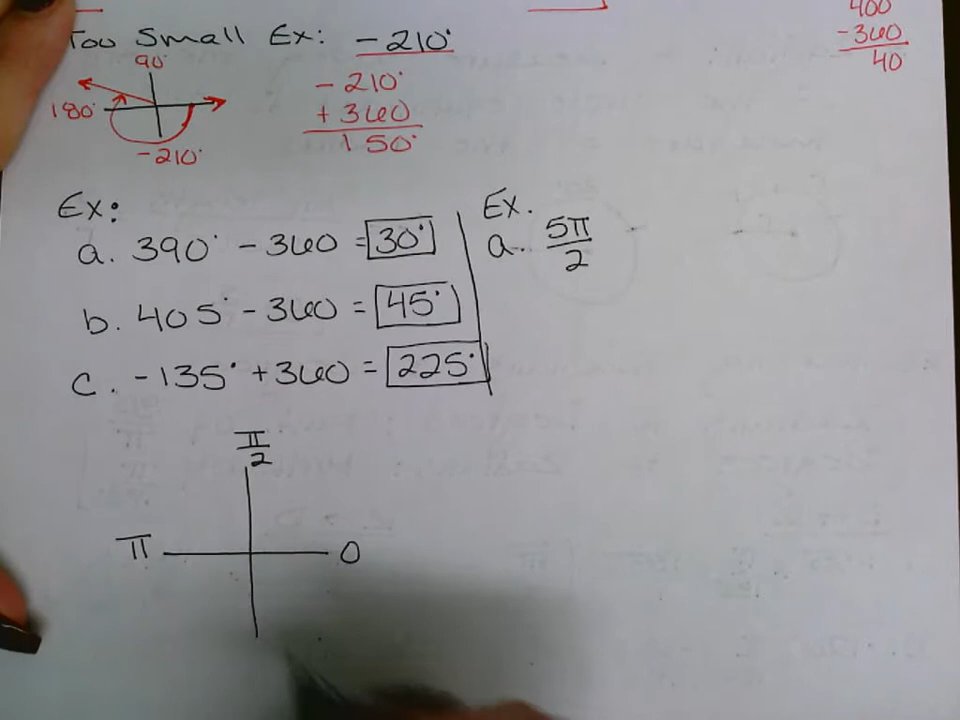 400
-360
40
Too Small Ex: -210°
90°
180°
-210°
-210°
+ 360
150°
Ex:
a. 390° - 360 = 30°
b. 405° - 360 = 45°
c. -135° + 360 = 225°
Ex.
a. 5π/2
π/2
π
0